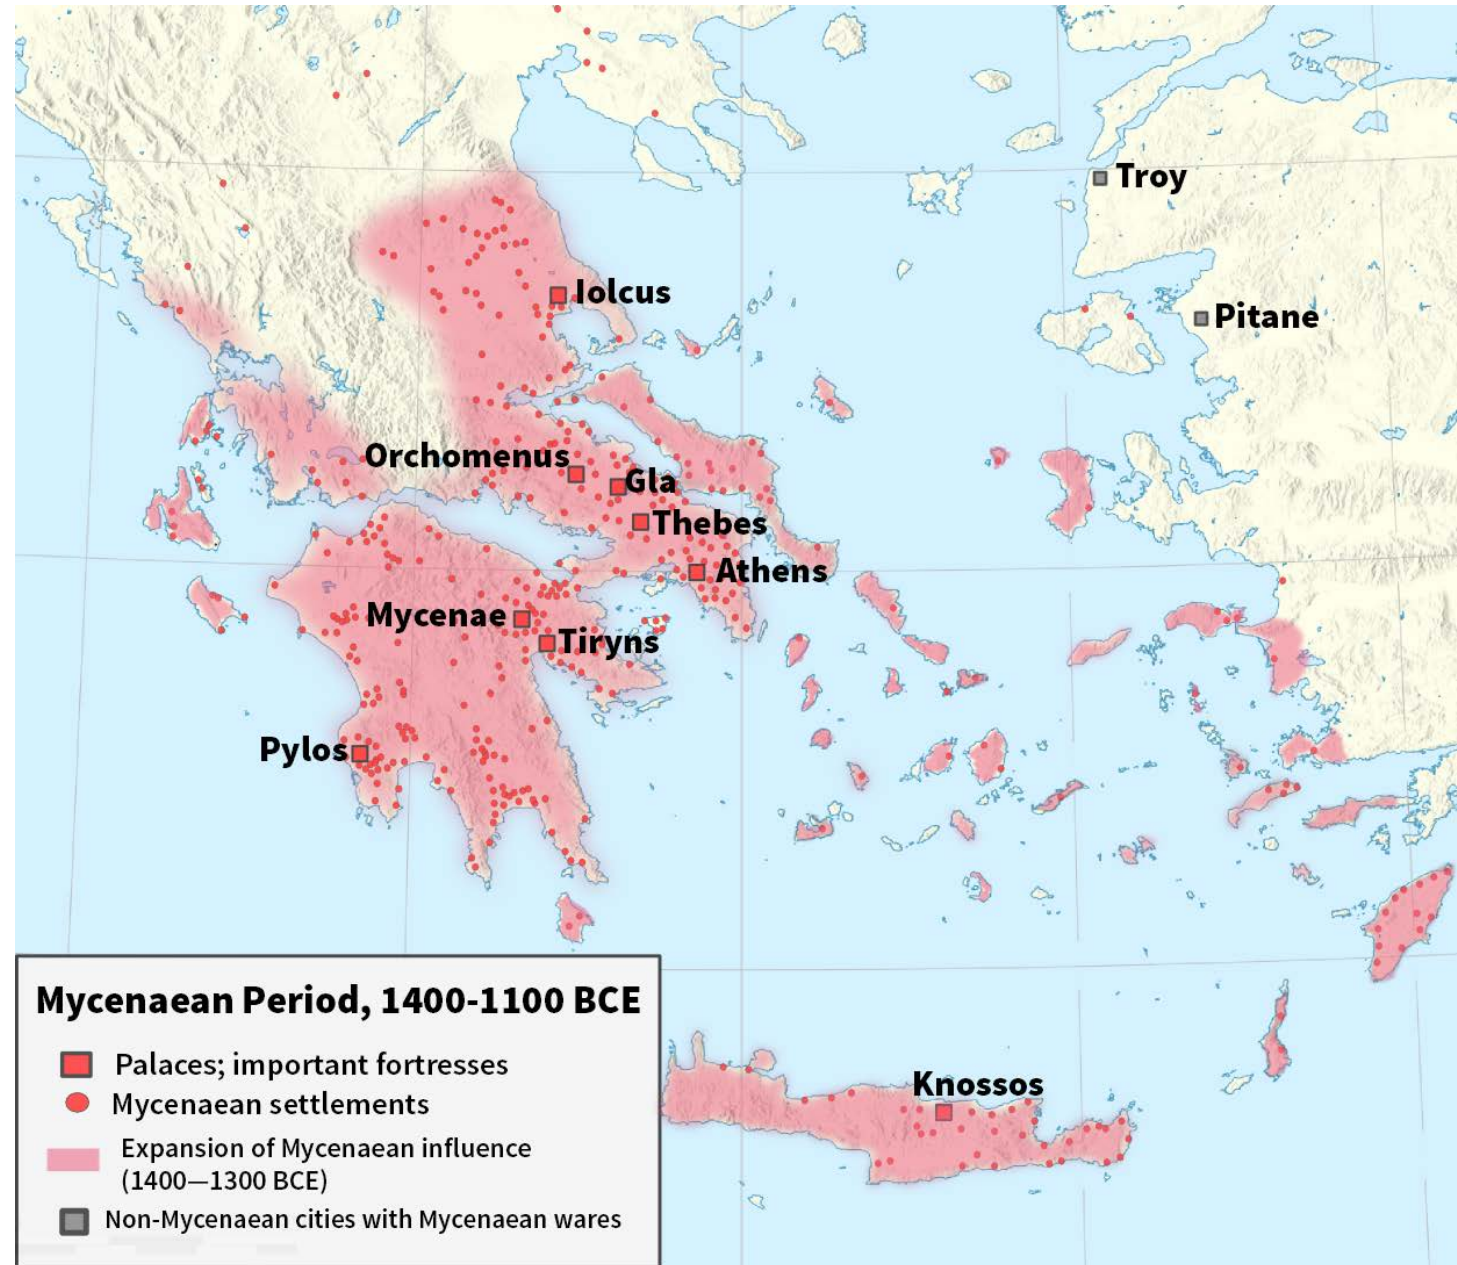 Troy
Iolcus
Pitane
Orchomenus
Gla
Thebes
Athens
Mycenae
Tiryns
Pylos
Knossos
Mycenaean Period, 1400-1100 BCE
Palaces; important fortresses
Mycenaean settlements
Expansion of Mycenaean influence
(1400—1300 BCE)
Non-Mycenaean cities with Mycenaean wares